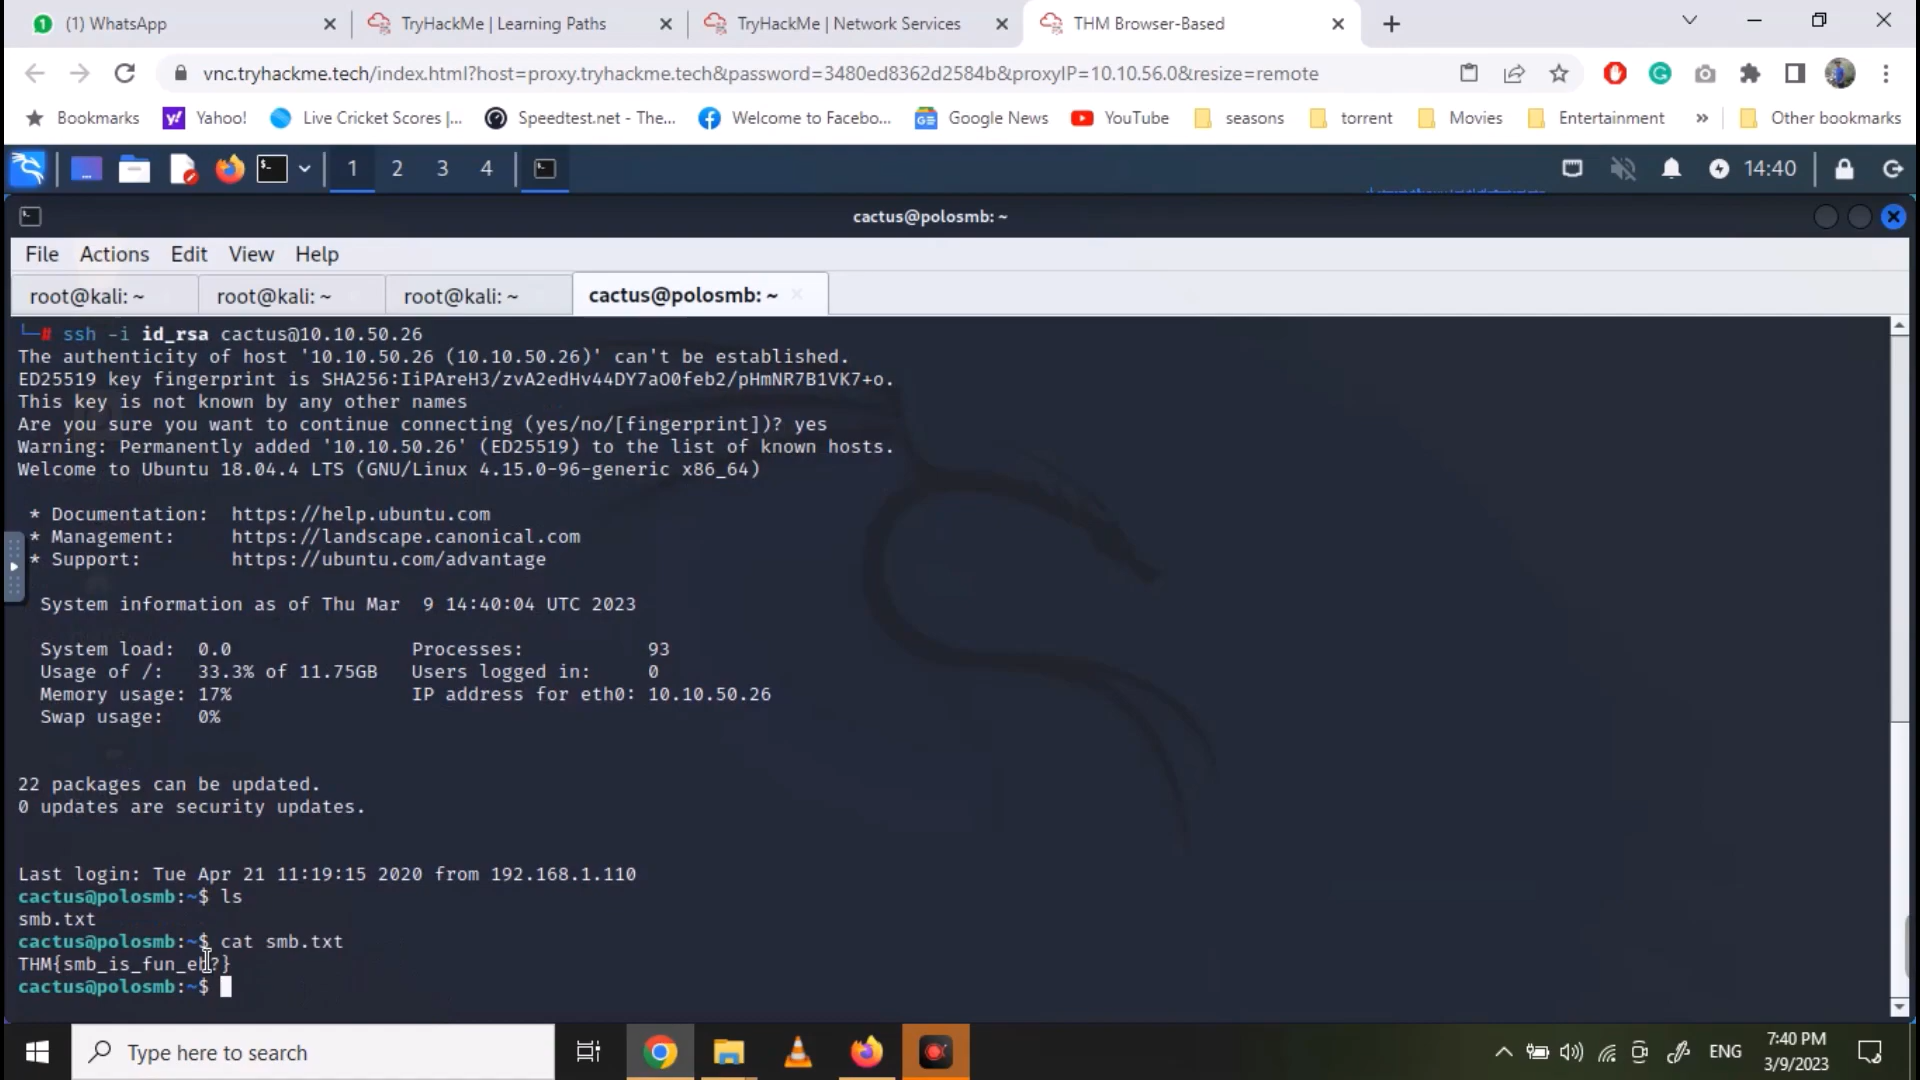 (1) WhatsApp
TryHackMe | Learning Paths
TryHackMe | Network Services
THM Browser-Based
vnc.tryhackme.tech/index.html?host=proxy.tryhackme.tech&password=3480ed8362d2584b&proxyIP=10.10.56.0&resize=remote
Bookmarks
Yahoo!
Live Cricket Scores |...
Speedtest.net - The...
Welcome to Facebo...
Google News
YouTube
seasons
torrent
Movies
Entertainment
»
Other bookmarks
1 2 3 4
14:40
cactus@polosmb: ~
File Actions Edit View Help
root@kali: ~
root@kali: ~
root@kali: ~
cactus@polosmb: ~
└─# ssh -i id_rsa cactus@10.10.50.26
The authenticity of host '10.10.50.26 (10.10.50.26)' can't be established.
ED25519 key fingerprint is SHA256:IiPAreH3/zvA2edHv44DY7aO0feb2/pHmNR7B1VK7+o.
This key is not known by any other names
Are you sure you want to continue connecting (yes/no/[fingerprint])? yes
Warning: Permanently added '10.10.50.26' (ED25519) to the list of known hosts.
Welcome to Ubuntu 18.04.4 LTS (GNU/Linux 4.15.0-96-generic x86_64)
* Documentation: https://help.ubuntu.com
* Management: https://landscape.canonical.com
* Support: https://ubuntu.com/advantage
System information as of Thu Mar 9 14:40:04 UTC 2023
System load: 0.0 Processes: 93
Usage of /: 33.3% of 11.75GB Users logged in: 0
Memory usage: 17% IP address for eth0: 10.10.50.26
Swap usage: 0%
22 packages can be updated.
0 updates are security updates.
Last login: Tue Apr 21 11:19:15 2020 from 192.168.1.110
cactus@polosmb:~$ ls
smb.txt
cactus@polosmb:~$ cat smb.txt
THM{smb_is_fun_eh?}
cactus@polosmb:~$
Type here to search
ENG
7:40 PM
3/9/2023